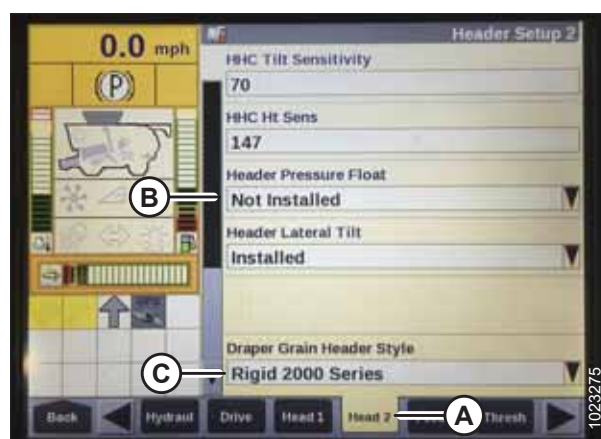 0.0 mph
Header Setup 2
(P)
HHC Tilt Sensitivity
70
HHC Ht Sens
147
Header Pressure Float
B
Not Installed
Header Lateral Tilt
Installed
Draper Grain Header Style
C
Rigid 2000 Series
Back
Hydraul
Drive
Head 1
Head 2
A
Thresh
1023275